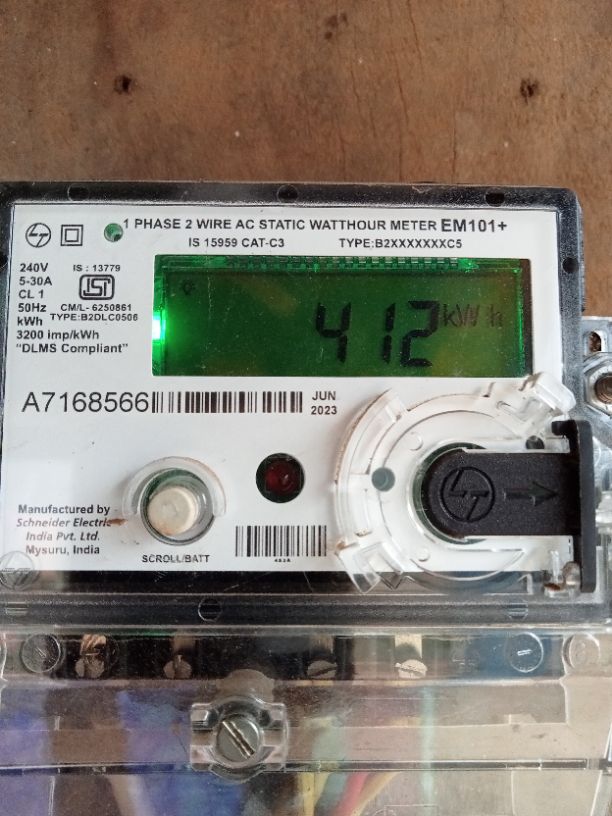 1 PHASE 2 WIRE AC STATIC WATTHOUR METER EM101+
IS 15959 CAT-C3 TYPE:B2XXXXXXXC5
240V
5-30A
CL 1
50Hz
kWh
3200 imp/kWh
"DLMS Compliant"
IS : 13779
ISI
CM/L- 6250861
TYPE:B2DLC0506
412 kWh
A7168566
JUN
2023
Manufactured by
Schneider Electric
India Pvt. Ltd.
Mysuru, India
SCROLL/BATT
LT